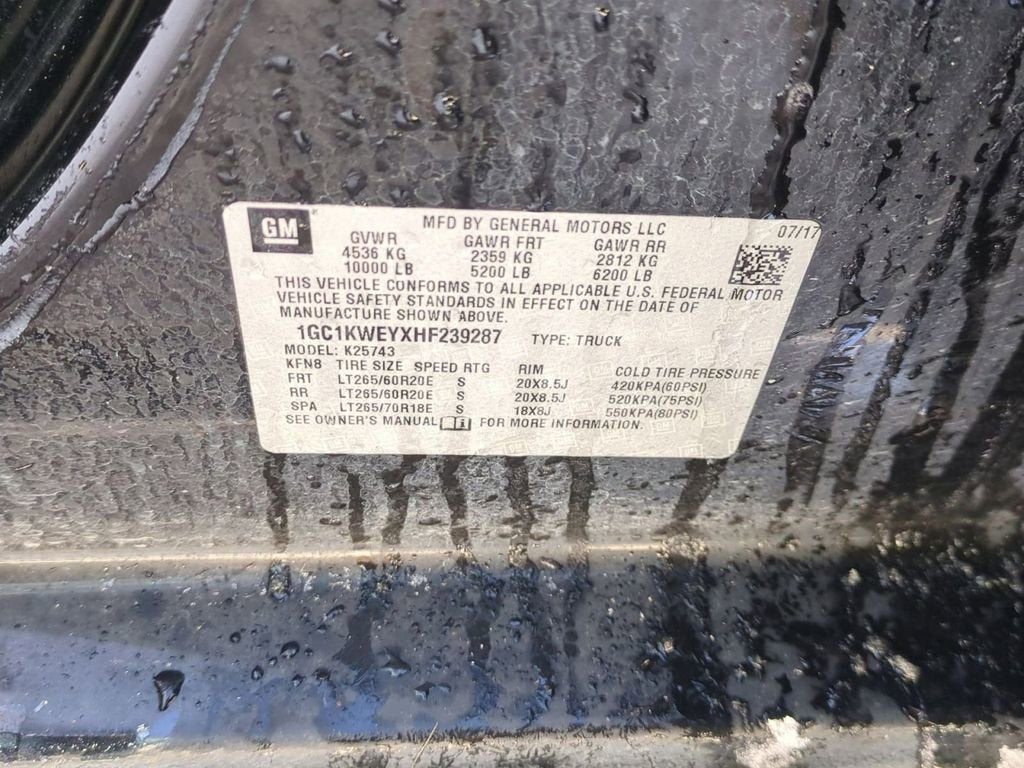 GM
MFD BY GENERAL MOTORS LLC 07/17
GVWR GAWR FRT GAWR RR
4536 KG 2359 KG 2812 KG
10000 LB 5200 LB 6200 LB
THIS VEHICLE CONFORMS TO ALL APPLICABLE U.S. FEDERAL MOTOR
VEHICLE SAFETY STANDARDS IN EFFECT ON THE DATE OF
MANUFACTURE SHOWN ABOVE.
1GC1KWEYXHF239287 TYPE: TRUCK
MODEL: K25743
KFN8 TIRE SIZE SPEED RTG RIM COLD TIRE PRESSURE
FRT LT265/60R20E S 20X8.5J 420KPA(60PSI)
RR LT265/60R20E S 20X8.5J 520KPA(75PSI)
SPA LT265/70R18E S 18X8J 550KPA(80PSI)
SEE OWNER'S MANUAL FOR MORE INFORMATION.